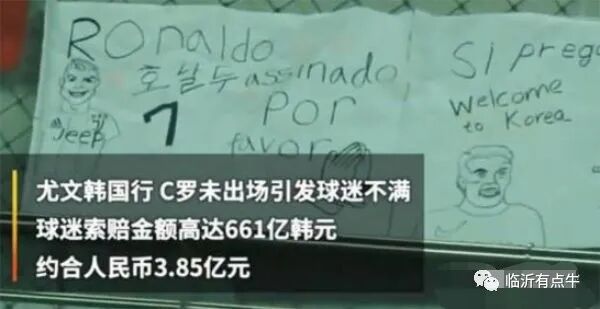 RONaldo
호날두 assinado
7
Por
favor
Jeep
Si preg
Welcome
to Korea
尤文韩国行 C罗未出场引发球迷不满
球迷索赔金额高达661亿韩元
约合人民币3.85亿元
临沂有点牛